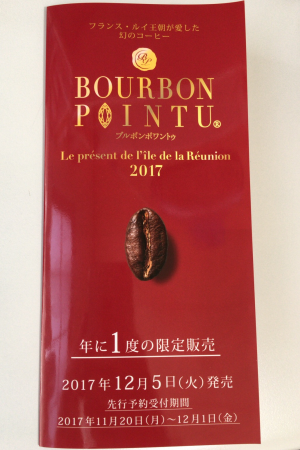 フランス・ルイ王朝が愛した
幻のコーヒー
BP
BOURBON
POINTU®
ブルボンポワントゥ
Le présent de l'île de la Réunion
2017
年に1度の限定販売
2017年12月5日(火)発売
先行予約受付期間
2017年11月20日(月)～12月1日(金)